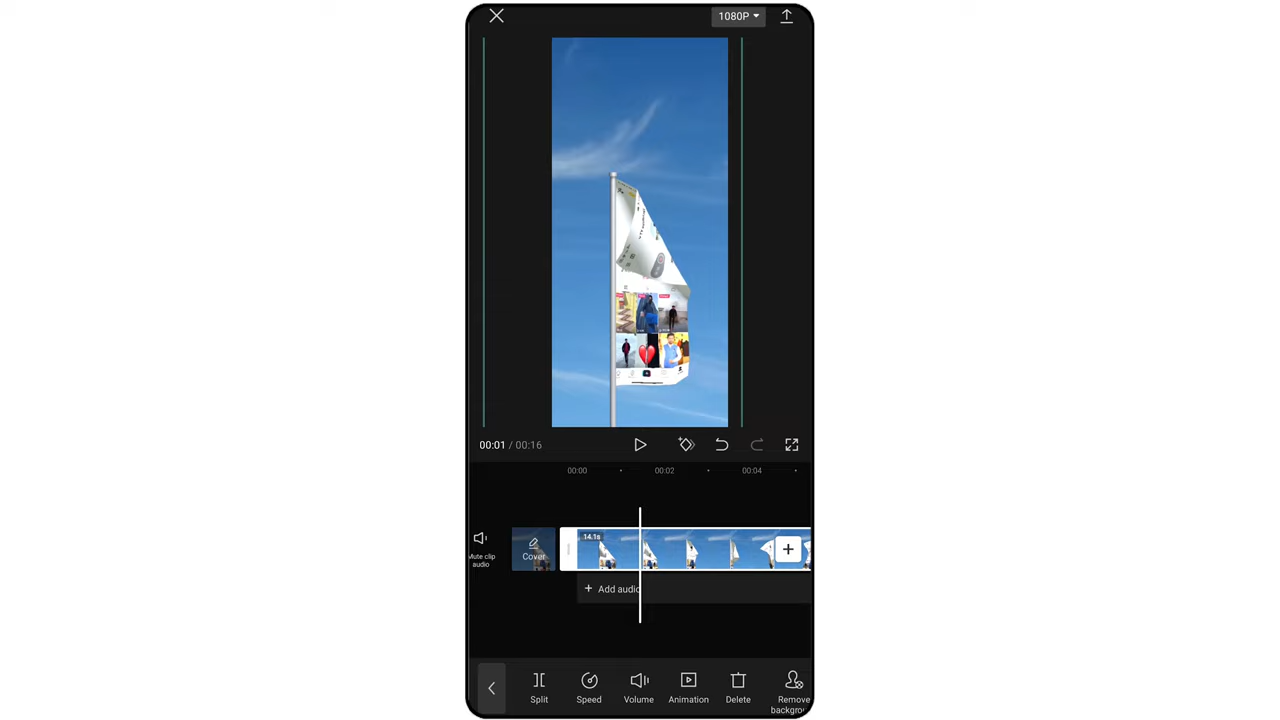 1080P
00:01 / 00:16
00:00
00:02
00:04
Mute clip
audio
Cover
14.1s
+ Add audio
Split
Speed
Volume
Animation
Delete
Remove
backgrou